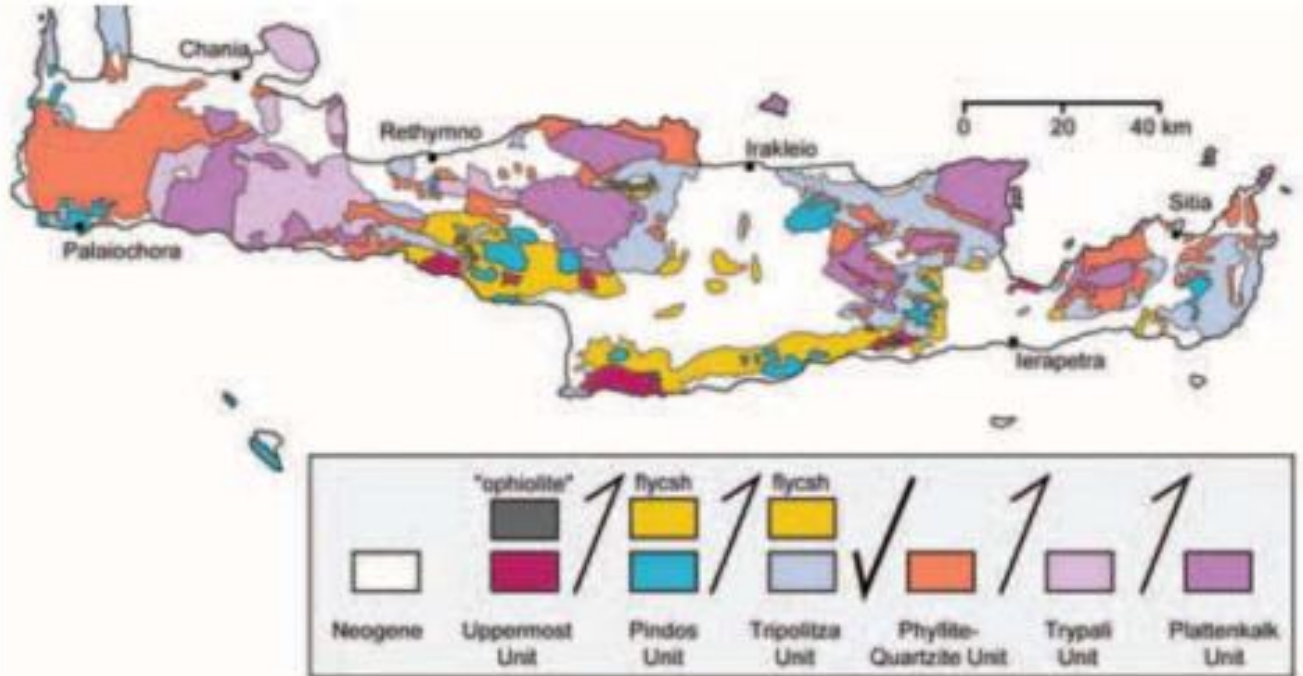 Chania
Rethymno
Irakleio
0 20 40 km
Sitia
Palaiochora
Ierapetra
"ophiolite" flycsh flycsh
Neogene Uppermost Pindos Tripolitza Phyllite- Trypali Plattenkalk
Unit Unit Unit Quartzite Unit Unit Unit